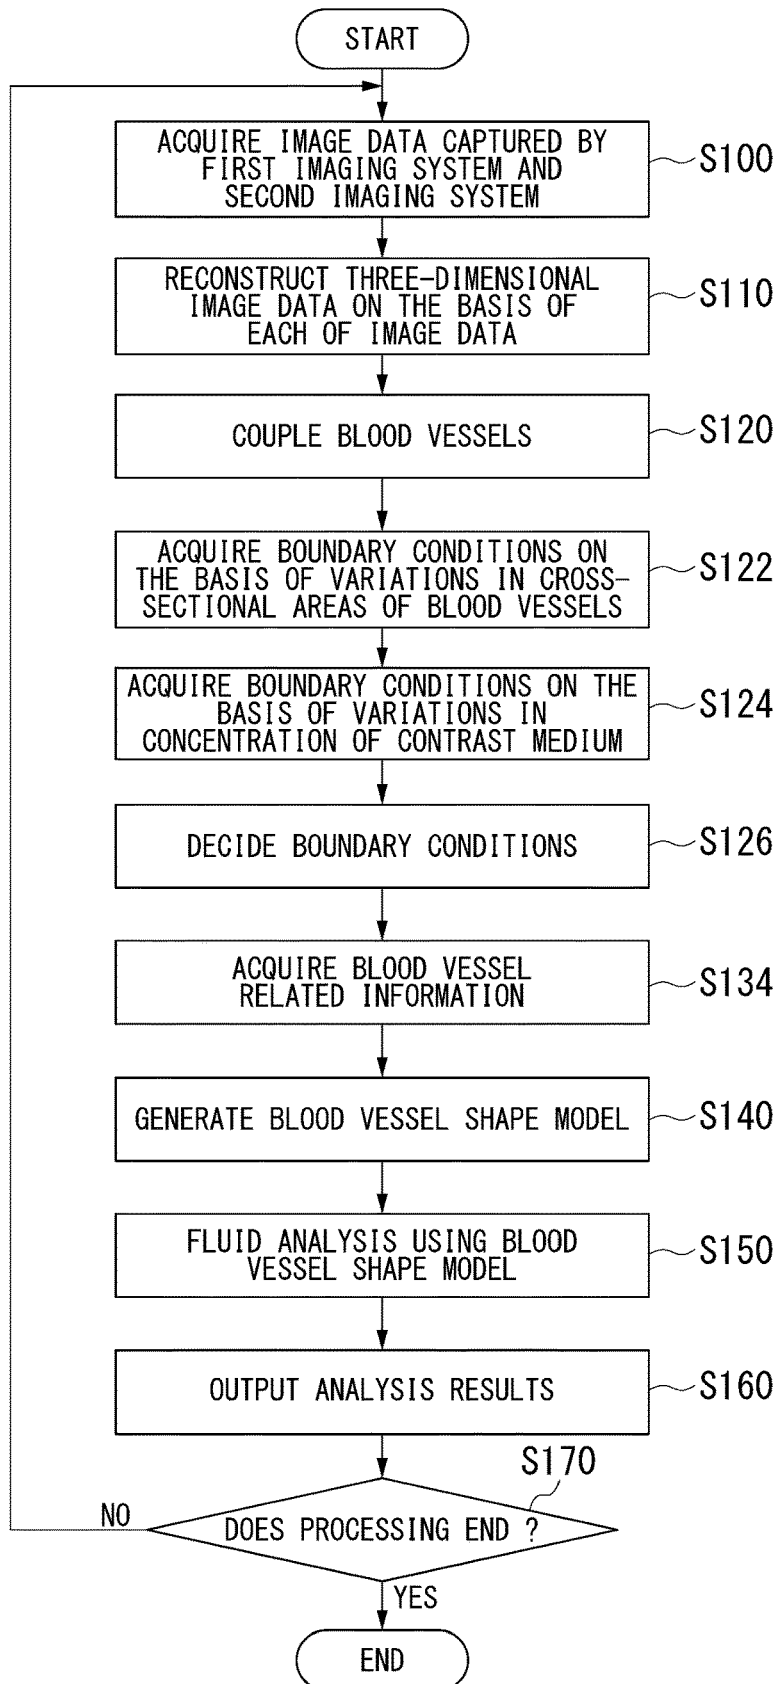 START
ACQUIRE IMAGE DATA CAPTURED BY
FIRST IMAGING SYSTEM AND
SECOND IMAGING SYSTEM
S100
RECONSTRUCT THREE-DIMENSIONAL
IMAGE DATA ON THE BASIS OF
EACH OF IMAGE DATA
S110
COUPLE BLOOD VESSELS
S120
ACQUIRE BOUNDARY CONDITIONS ON
THE BASIS OF VARIATIONS IN CROSS-
SECTIONAL AREAS OF BLOOD VESSELS
S122
ACQUIRE BOUNDARY CONDITIONS ON THE
BASIS OF VARIATIONS IN
CONCENTRATION OF CONTRAST MEDIUM
S124
DECIDE BOUNDARY CONDITIONS
S126
ACQUIRE BLOOD VESSEL
RELATED INFORMATION
S134
GENERATE BLOOD VESSEL SHAPE MODEL
S140
FLUID ANALYSIS USING BLOOD
VESSEL SHAPE MODEL
S150
OUTPUT ANALYSIS RESULTS
S160
S170
NO
DOES PROCESSING END ?
YES
END